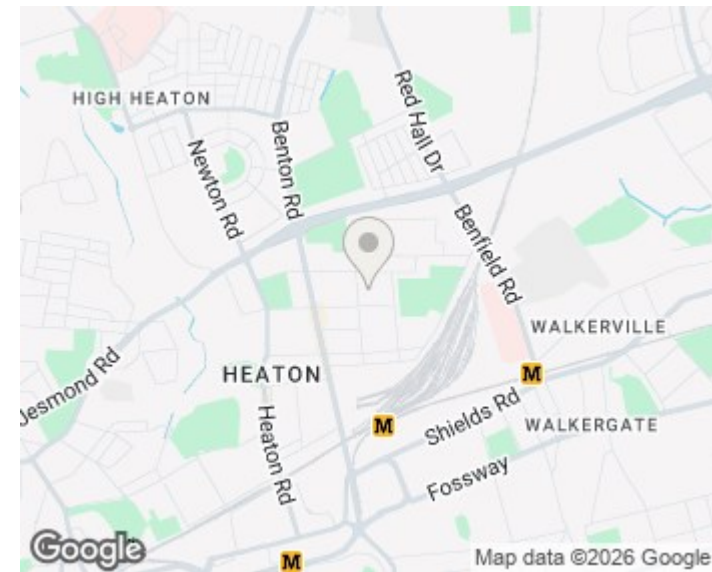 HIGH HEATON
Red Hall Dr
Benton Rd
Newton Rd
Benfield Rd
WALKERVILLE
HEATON
Jesmond Rd
M
M
Shields Rd
WALKERGATE
Heaton Rd
Fossway
M
Google
Map data ©2026 Google